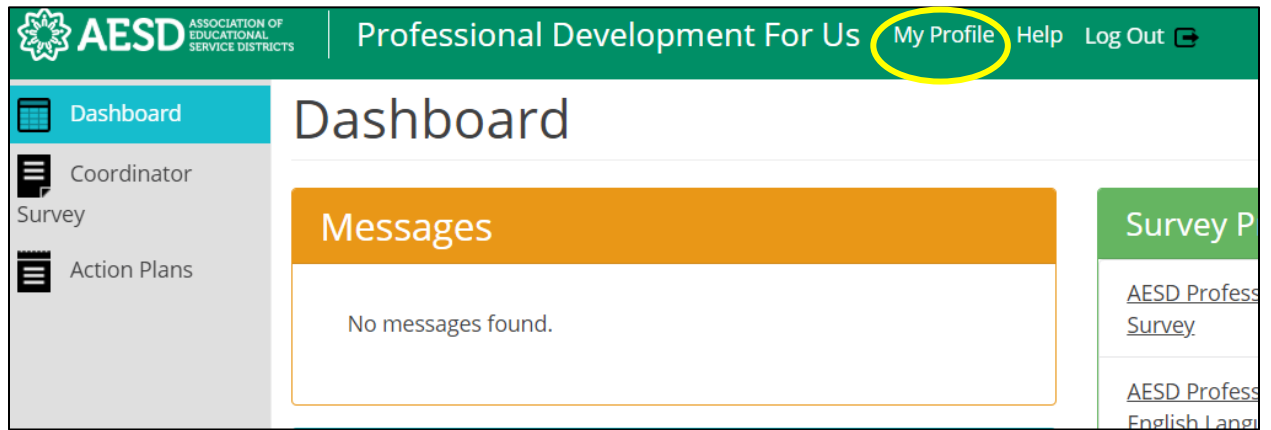 AESD
ASSOCIATION OF
EDUCATIONAL
SERVICE DISTRICTS
Professional Development For Us
My Profile
Help
Log Out
Dashboard
Coordinator
Survey
Action Plans
Dashboard
Messages
No messages found.
Survey P
AESD Profess
Survey
AESD Profess
English Langu